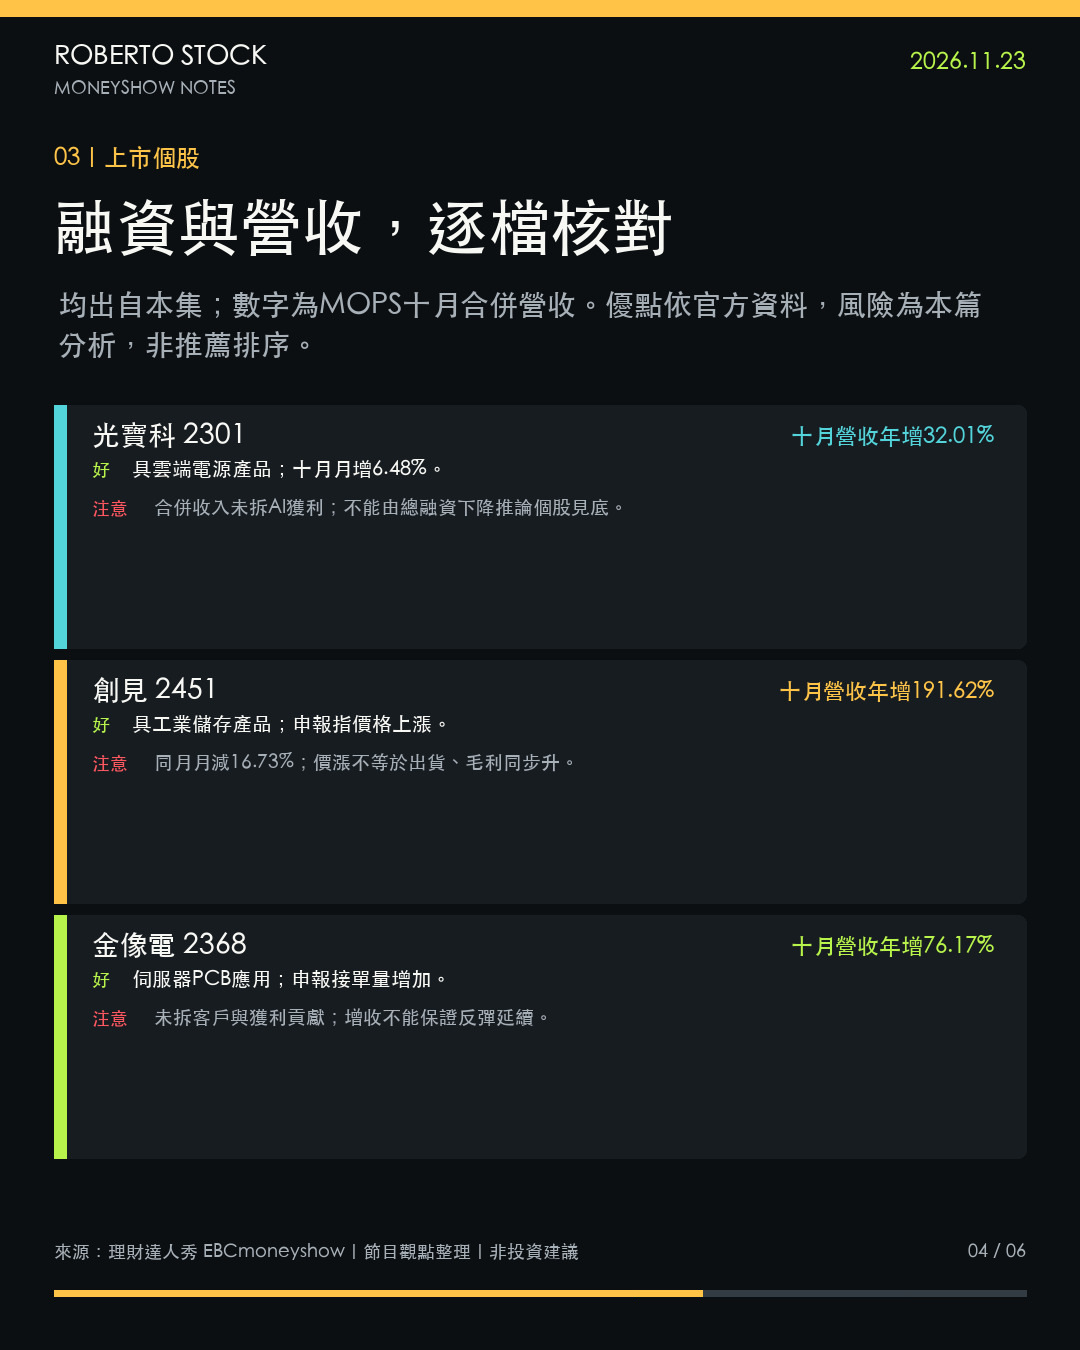 ROBERTO STOCK
MONEYSHOW NOTES
2026.11.23
03｜上市個股
融資與營收，逐檔核對
均出自本集；數字為MOPS十月合併營收。優點依官方資料，風險為本篇
分析，非推薦排序。
光寶科 2301
十月營收年增32.01%
好 具雲端電源產品；十月月增6.48%。
注意 合併收入未拆AI獲利；不能由總融資下降推論個股見底。
創見 2451
十月營收年增191.62%
好 具工業儲存產品；申報指價格上漲。
注意 同月月減16.73%；價漲不等於出貨、毛利同步升。
金像電 2368
十月營收年增76.17%
好 伺服器PCB應用；申報接單量增加。
注意 未拆客戶與獲利貢獻；增收不能保證反彈延續。
來源：理財達人秀 EBCmoneyshow｜節目觀點整理｜非投資建議
04 / 06